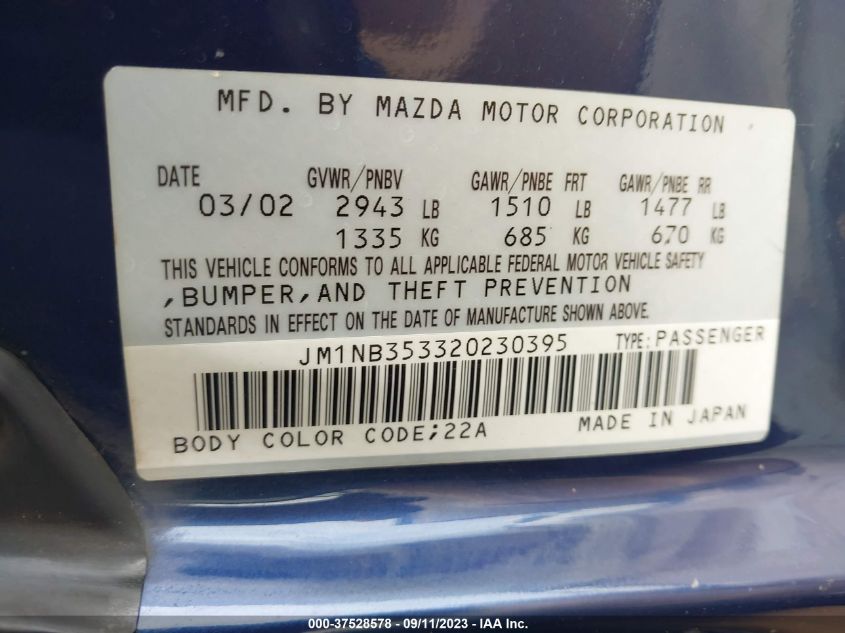 MFD. BY MAZDA MOTOR CORPORATION
DATE GVWR/PNBV GAWR/PNBE FRT GAWR/PNBE RR
03/02 2943 LB 1510 LB 1477 LB
1335 KG 685 KG 670 KG
THIS VEHICLE CONFORMS TO ALL APPLICABLE FEDERAL MOTOR VEHICLE SAFETY
,BUMPER,AND THEFT PREVENTION
STANDARDS IN EFFECT ON THE DATE OF MANUFACTURE SHOWN ABOVE.
JM1NB353320230395 TYPE:PASSENGER
BODY COLOR CODE;22A MADE IN JAPAN
000-37528578 - 09/11/2023 - IAA Inc.